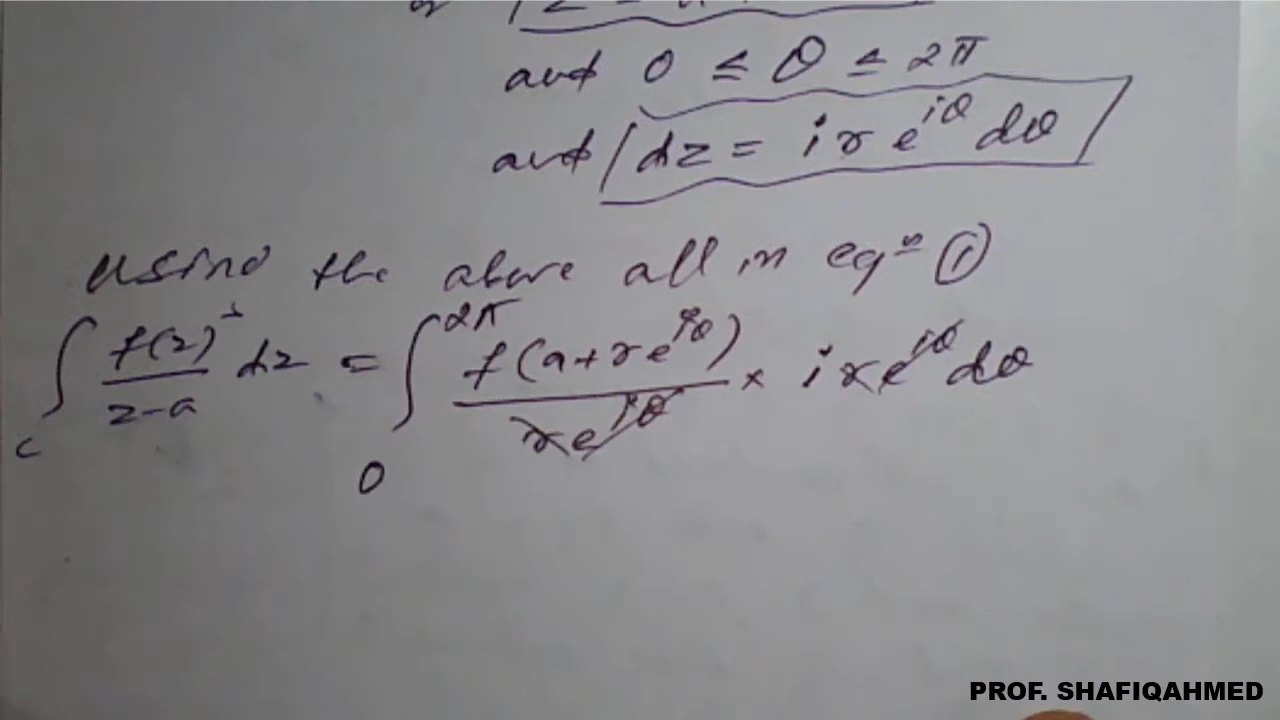 or |z - a
and 0 ≤ θ ≤ 2π
and dz = i r e^{iθ} dθ
using the above all in eqⁿ ①
∫_C f(z)/(z-a) dz = ∫_0^{2π} f(a+re^{iθ})/(re^{iθ}) × i r e^{iθ} dθ
PROF. SHAFIQAHMED